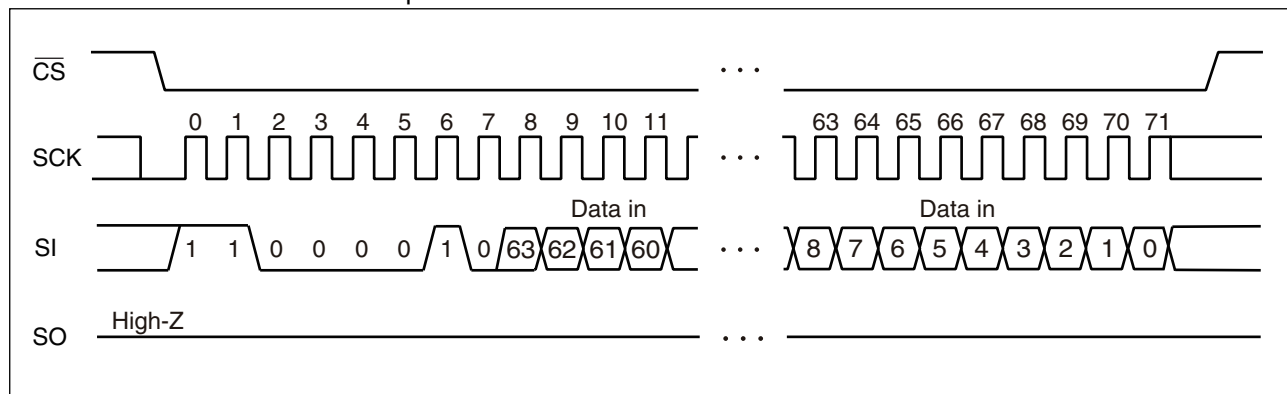 CS
. . .
0 1 2 3 4 5 6 7 8 9 10 11 63 64 65 66 67 68 69 70 71
SCK
. . .
Data in Data in
SI 1 1 0 0 0 0 1 0 63 62 61 60 . . . 8 7 6 5 4 3 2 1 0
High-Z
SO . . .